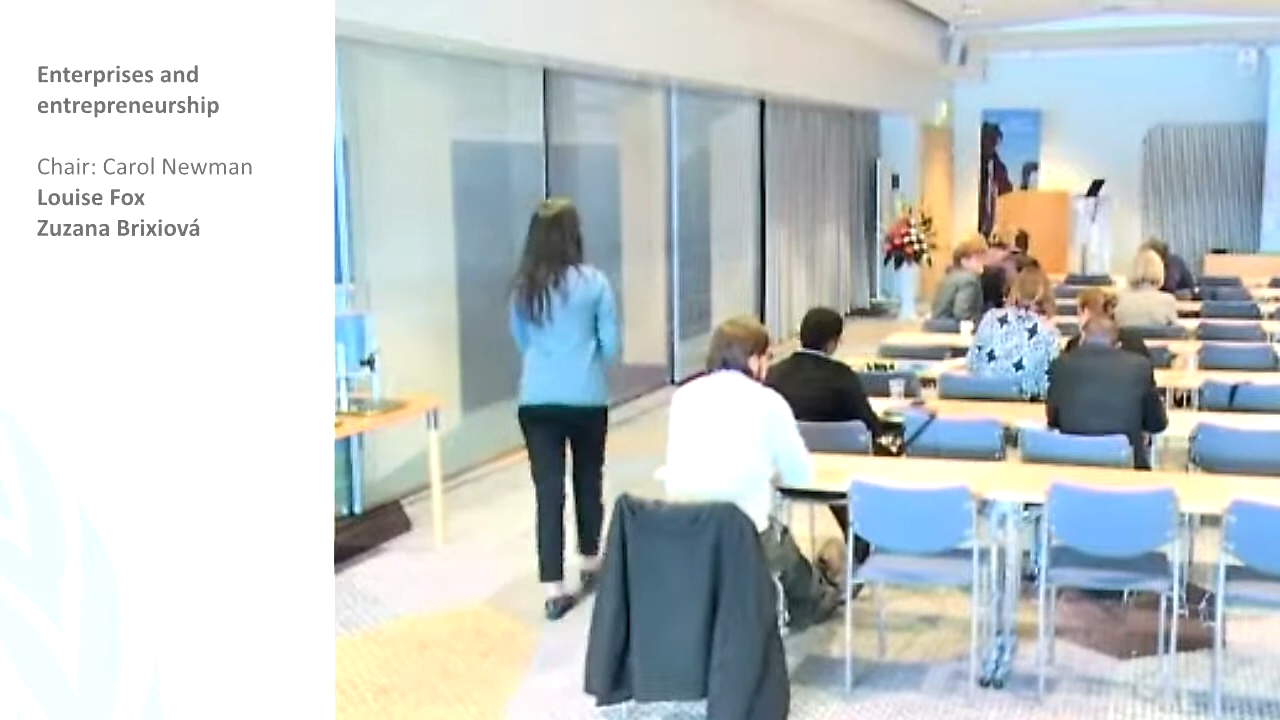 Enterprises and
entrepreneurship
Chair: Carol Newman
Louise Fox
Zuzana Brixiová